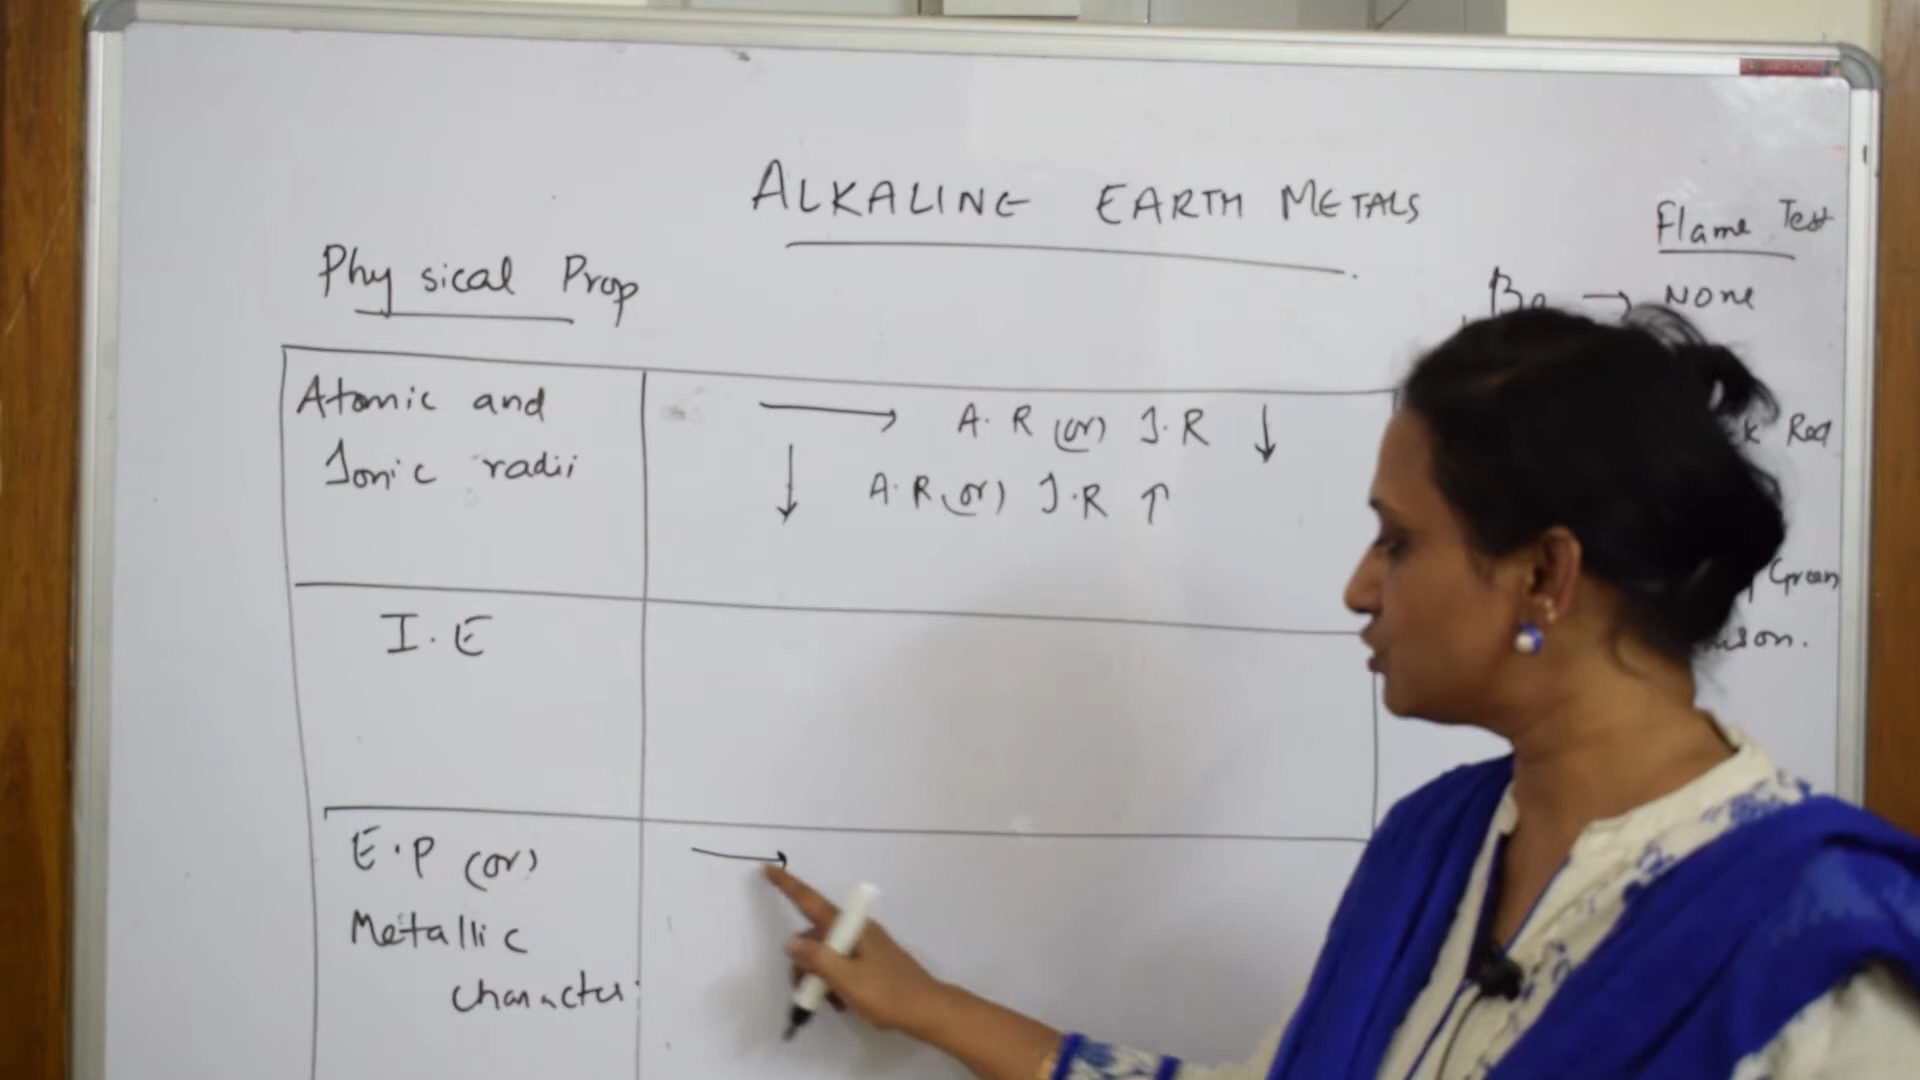 ALKALINE EARTH METALS
Physical Prop
Flame Test
Be → None
Atomic and
Ionic radii
→ A.R (or) I.R ↓
↓ A.R (or) I.R ↑
Red
Green
I.E
E.P (or)
Metallic
character
→